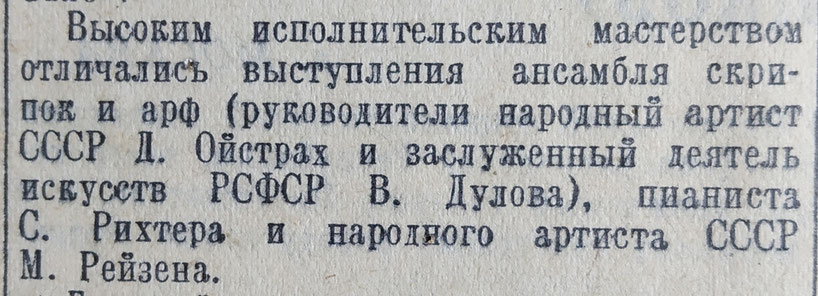 Высоким исполнительским мастерством
отличались выступления ансамбля скри-
пок и арф (руководители народный артист
СССР Д. Ойстрах и заслуженный деятель
искусств РСФСР В. Дулова), пианиста
С. Рихтера и народного артиста СССР
М. Рейзена.